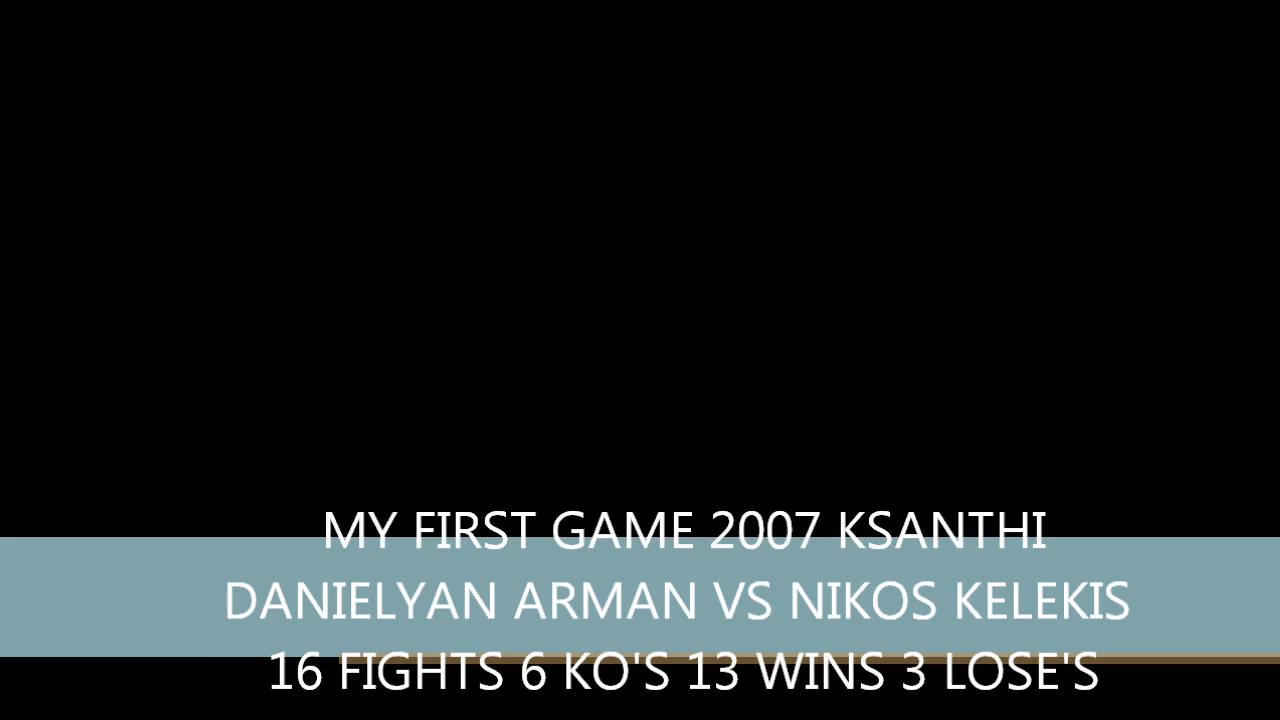 MY FIRST GAME 2007 KSANTHI
DANIELYAN ARMAN VS NIKOS KELEKIS
16 FIGHTS 6 KO'S 13 WINS 3 LOSE'S